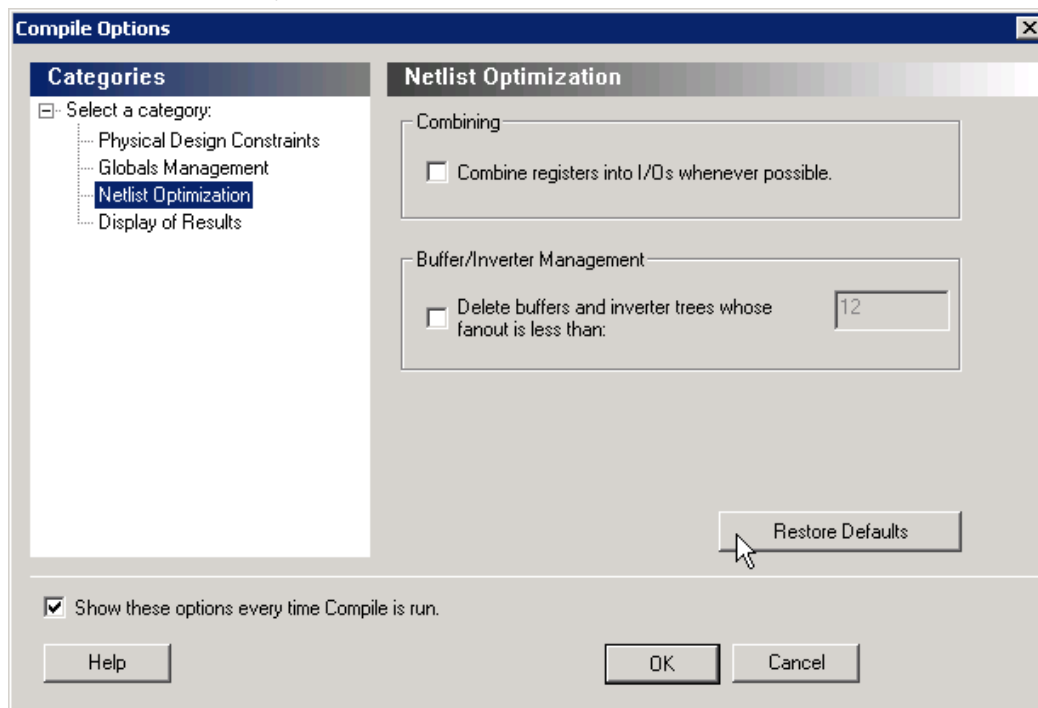 Compile Options
Categories
Select a category:
Physical Design Constraints
Globals Management
Netlist Optimization
Display of Results
Netlist Optimization
Combining
Combine registers into I/Os whenever possible.
Buffer/Inverter Management
Delete buffers and inverter trees whose
fanout is less than:
12
Restore Defaults
Show these options every time Compile is run.
Help
OK
Cancel